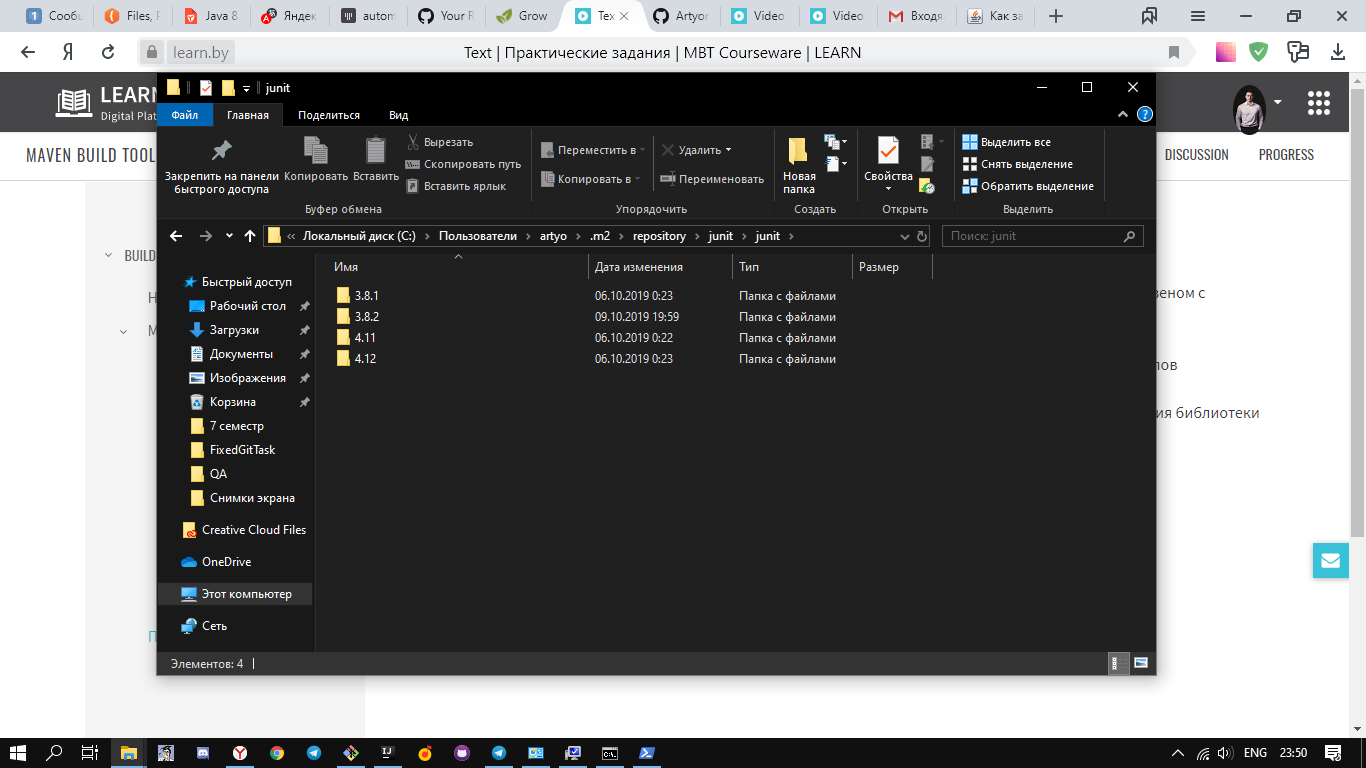 Сообщ
Files, F
Java 8
Яндек
autom
Your R
Grow
Tex
Artyo
Video
Video
Входя
Как за
learn.by
Text | Практические задания | MBT Courseware | LEARN
LEARN
Digital Plat
MAVEN BUILD TOOL
DISCUSSION
PROGRESS
BUILD
junit
Файл
Главная
Поделиться
Вид
Закрепить на панели
быстрого доступа
Копировать
Вставить
Вырезать
Скопировать путь
Вставить ярлык
Буфер обмена
Переместить в
Копировать в
Удалить
Переименовать
Упорядочить
Новая
папка
Создать
Свойства
Открыть
Выделить все
Снять выделение
Обратить выделение
Выделить
« Локальный диск (C:) > Пользователи > artyo > .m2 > repository > junit > junit >
Поиск: junit
Имя
Дата изменения
Тип
Размер
3.8.1 06.10.2019 0:23 Папка с файлами
3.8.2 09.10.2019 19:59 Папка с файлами
4.11 06.10.2019 0:22 Папка с файлами
4.12 06.10.2019 0:23 Папка с файлами
Быстрый доступ
Рабочий стол
Загрузки
Документы
Изображения
Корзина
7 семестр
FixedGitTask
QA
Снимки экрана
Creative Cloud Files
OneDrive
Этот компьютер
Сеть
Элементов: 4
веном с
лов
ия библиотеки
ENG
23:50